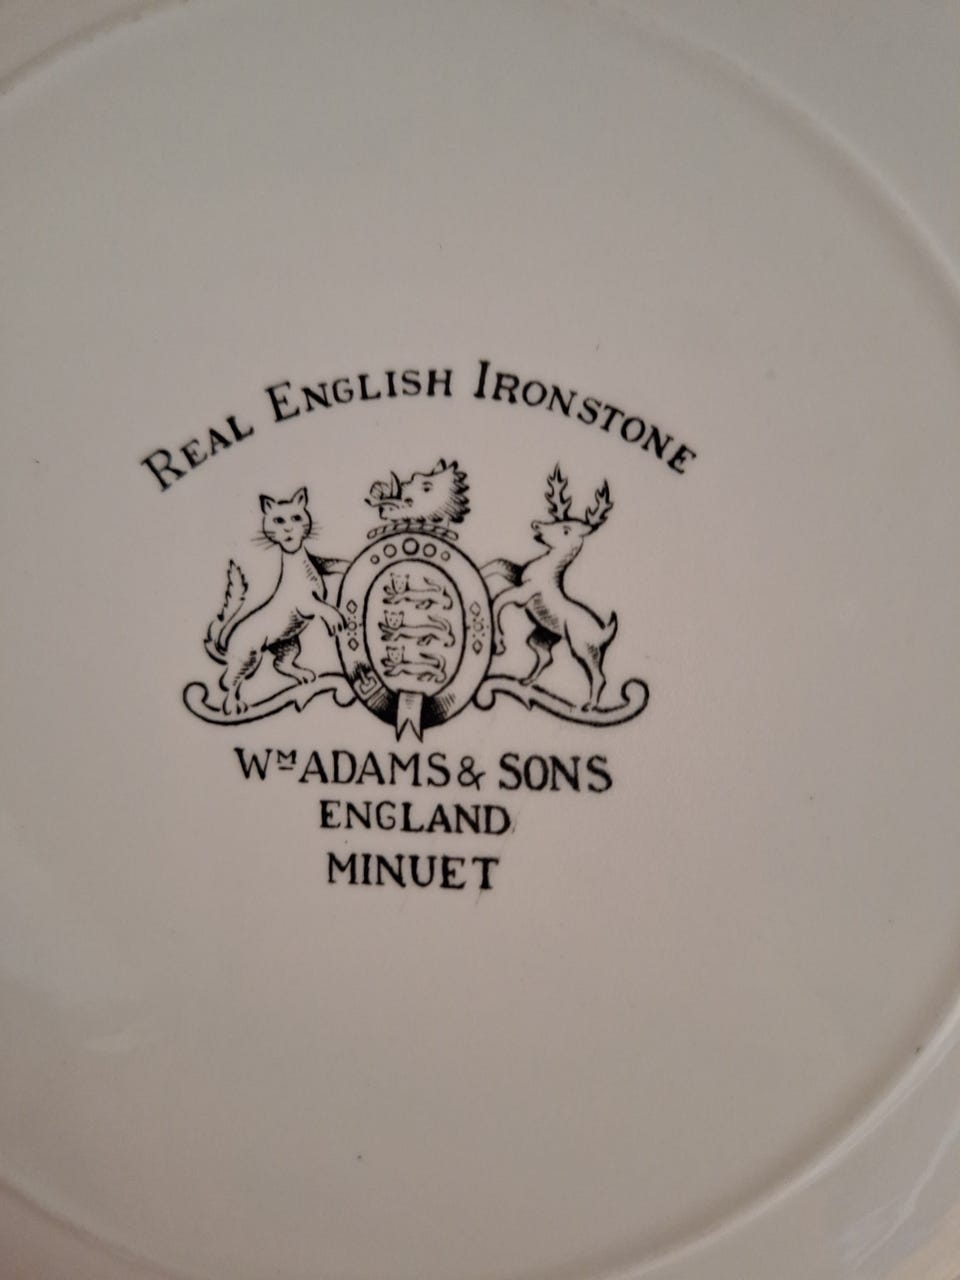 REAL ENGLISH IRONSTONE
Wᴹ ADAMS & SONS
ENGLAND
MINUET